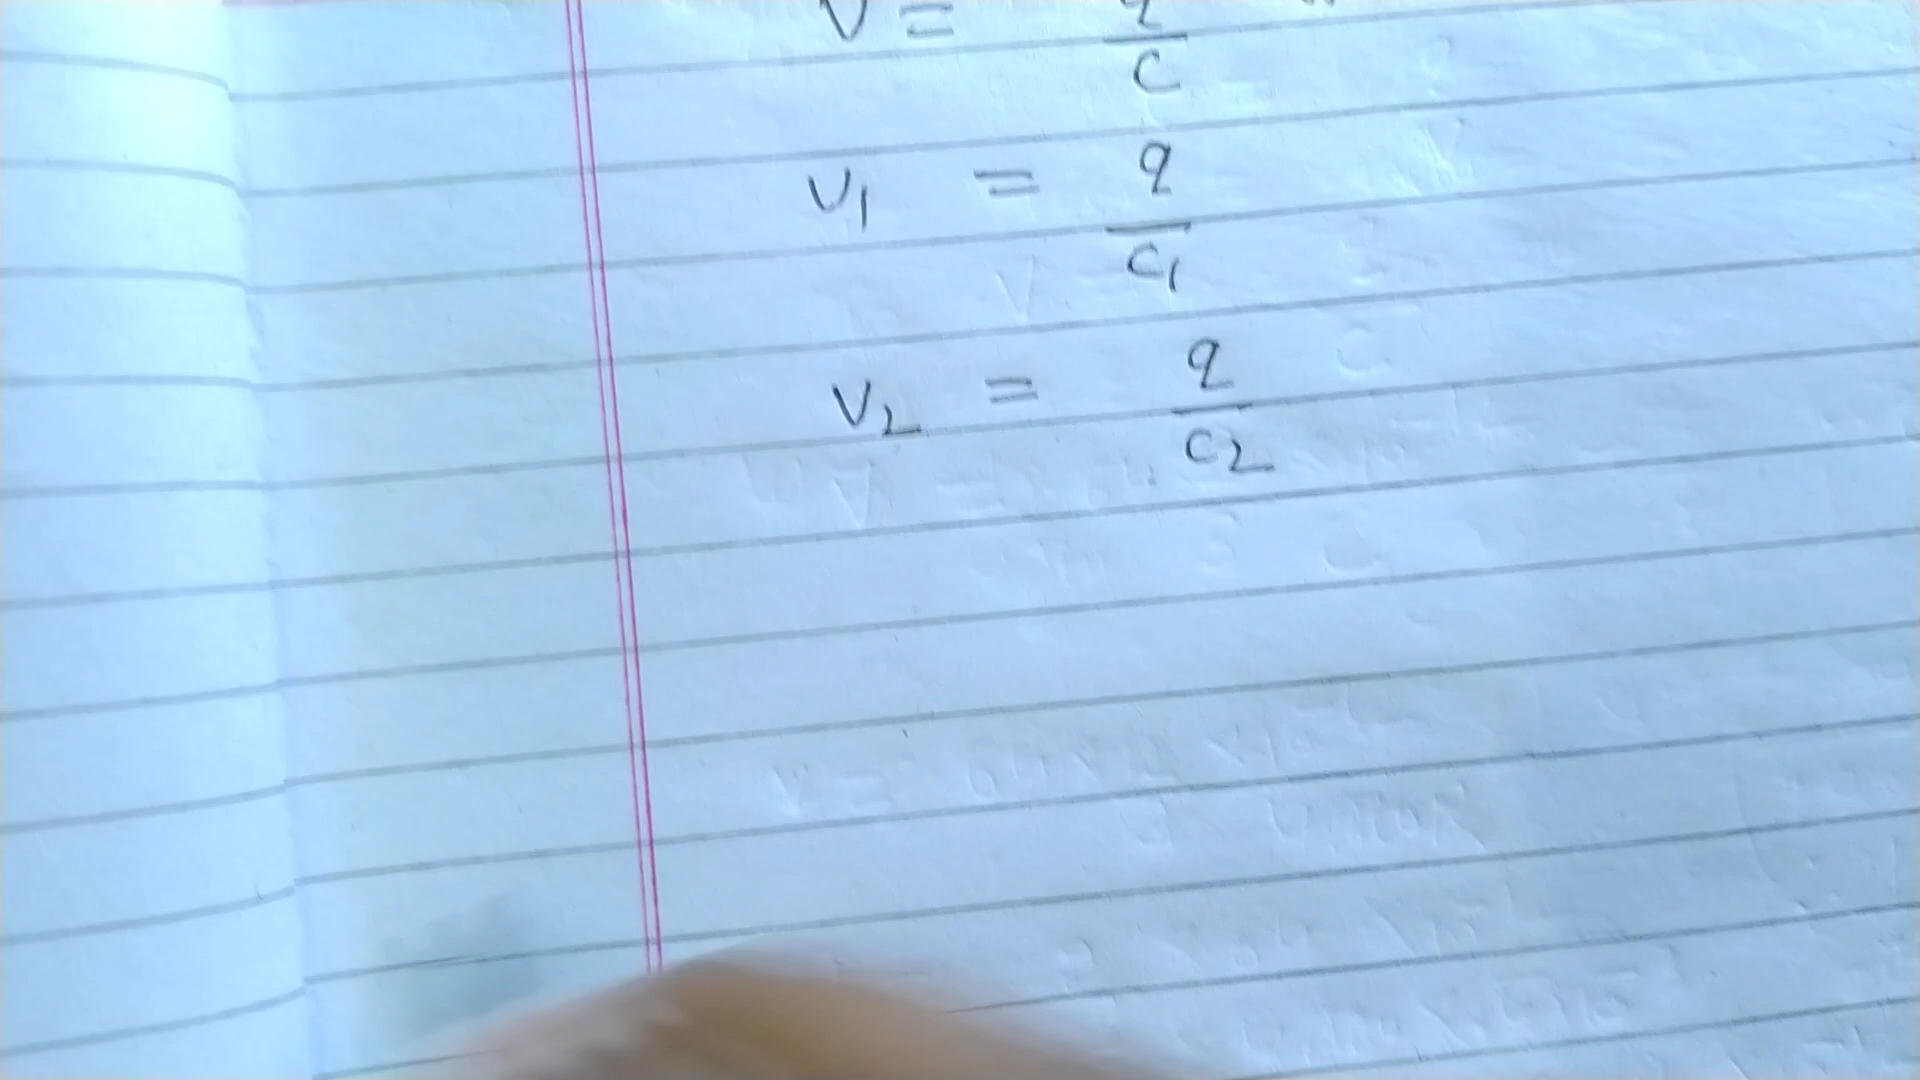 V = q/c
V1 = q/c1
V2 = q/c2